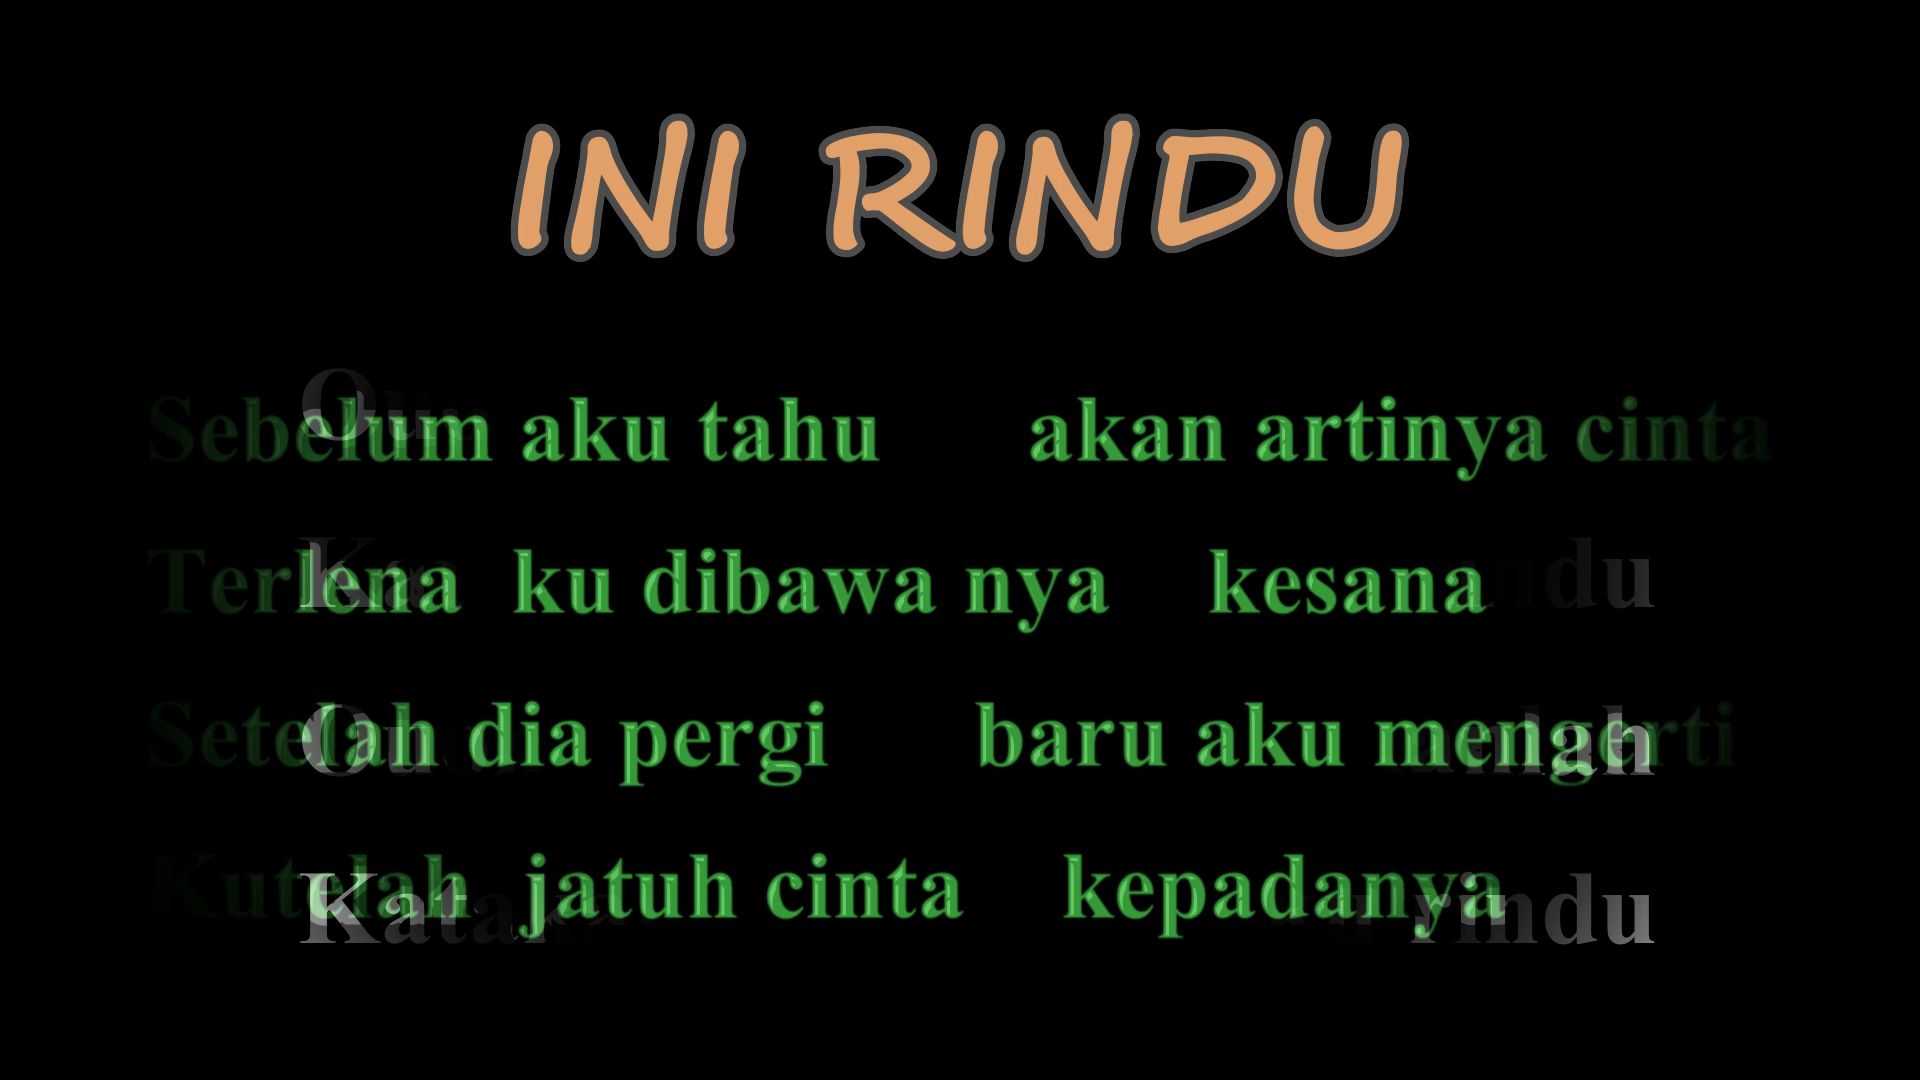 INI RINDU
Sebelum aku tahu akan artinya cinta
Terlena ku dibawa nya kesana
Setelah dia pergi baru aku mengerti
Kutelah jatuh cinta kepadanya